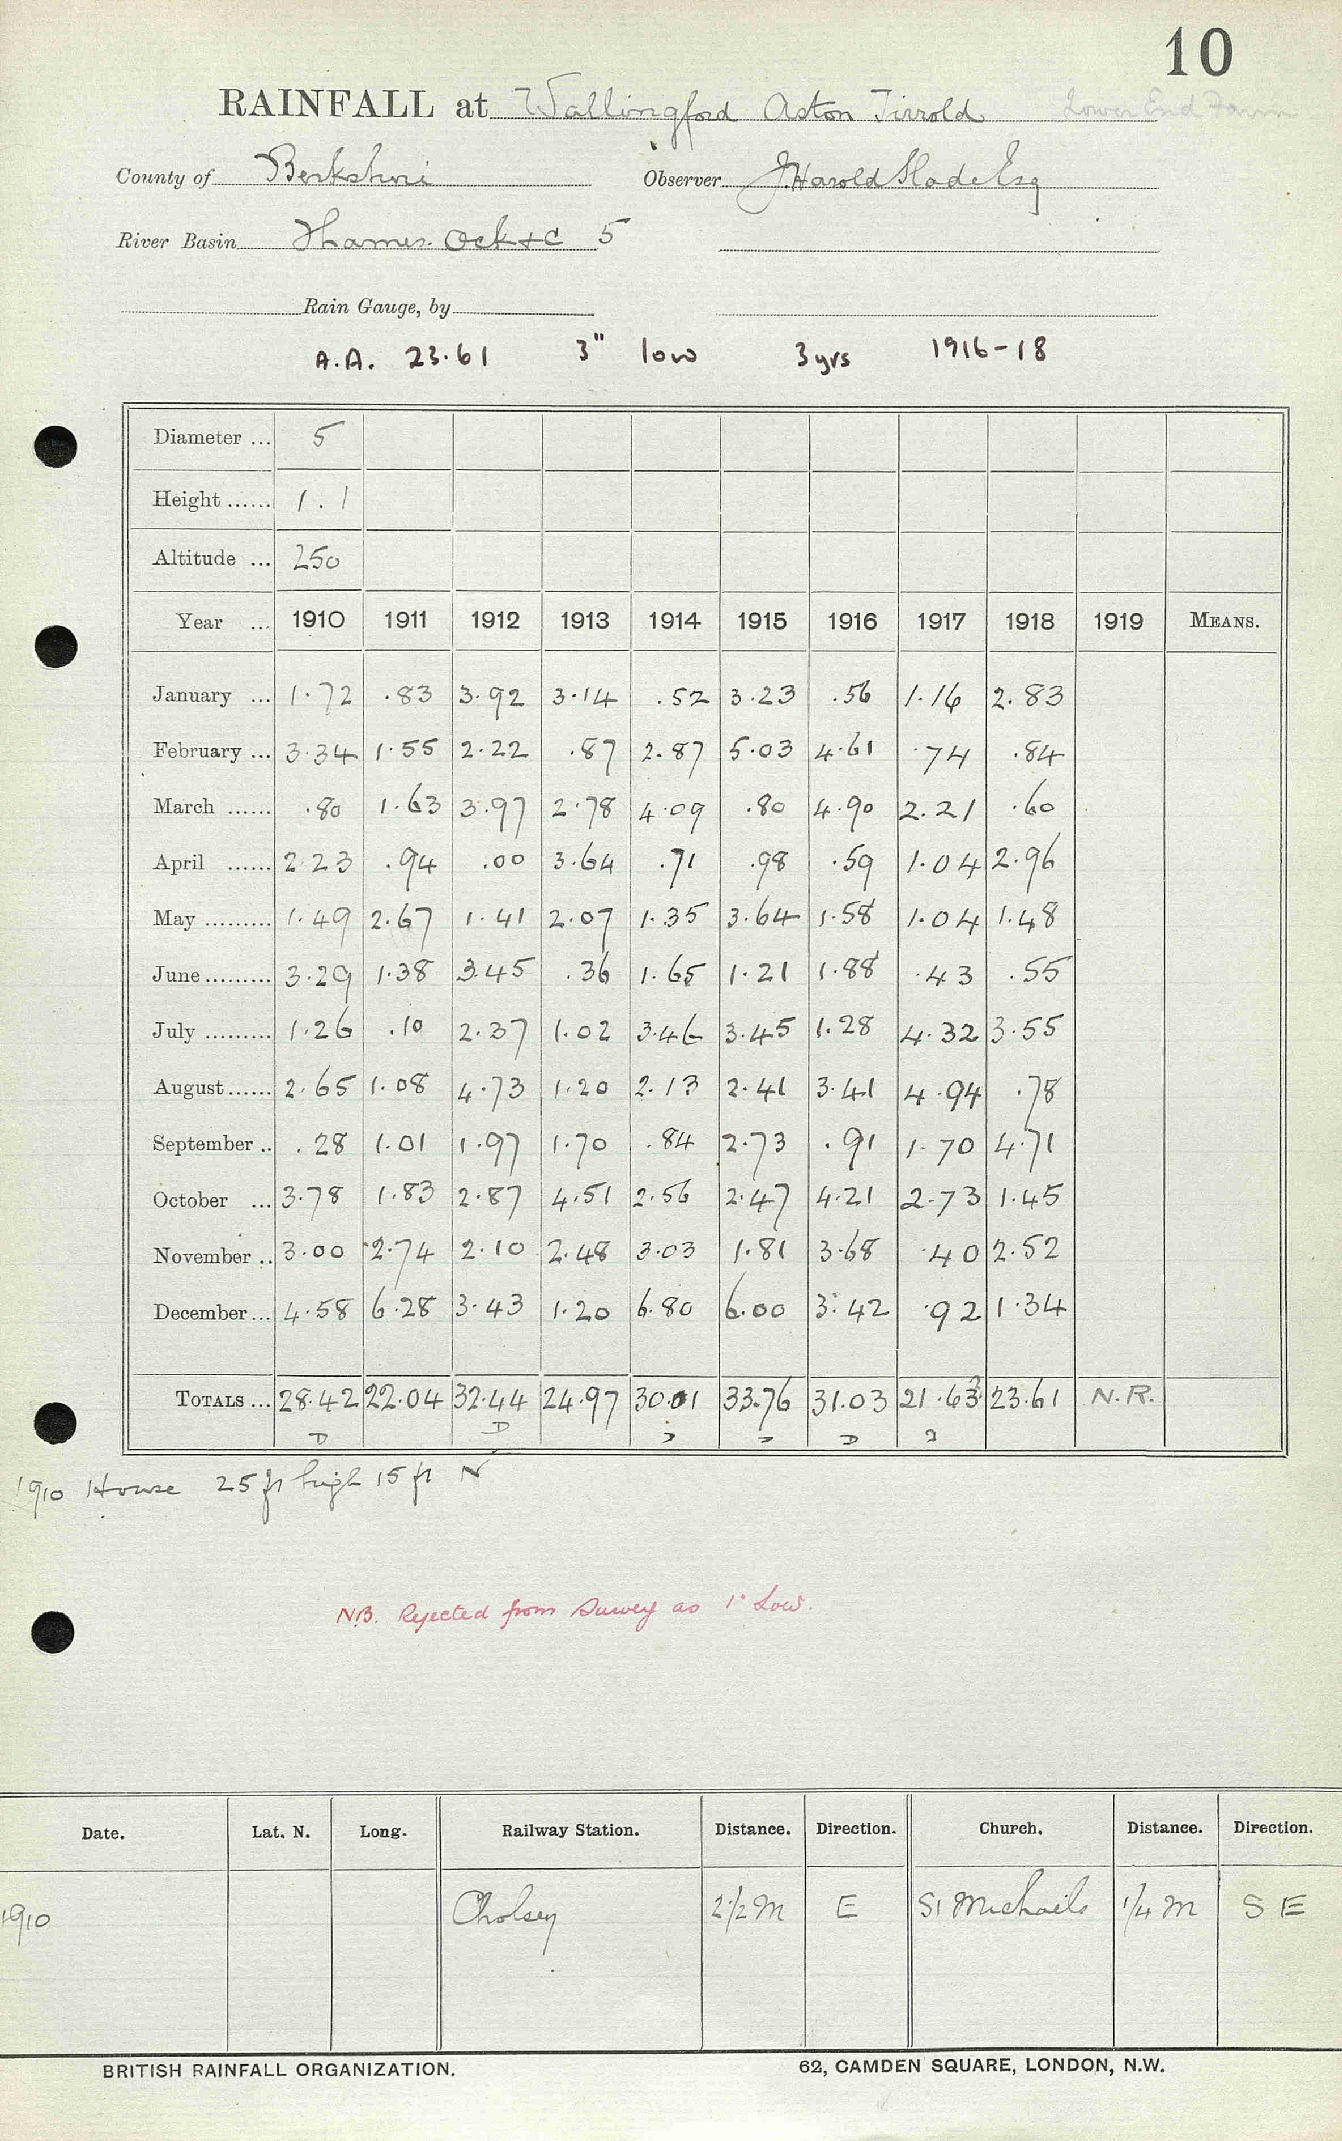 10
RAINFALL at Wallingford Aston Tirrold Lower End Farm
County of Berkshire Observer J. Harold Slade Esq
River Basin Thames. Ock & C 5
Rain Gauge, by
A.A. 23.61 3" low 3 yrs 1916-18
Diameter ... 5
Height ...... 1.1
Altitude ... 250
Year ... 1910 1911 1912 1913 1914 1915 1916 1917 1918 1919 MEANS.
January ... 1.72 .83 3.92 3.14 .52 3.23 .56 1.16 2.83
February ... 3.34 1.55 2.22 .87 2.87 5.03 4.61 .74 .84
March ...... .80 1.63 3.97 2.78 4.09 .80 4.90 2.21 .60
April ...... 2.23 .94 .00 3.64 .71 .98 .59 1.04 2.96
May ......... 1.49 2.67 1.41 2.07 1.35 3.64 1.58 1.04 1.48
June ......... 3.29 1.38 3.45 .36 1.65 1.21 1.88 .43 .55
July ......... 1.26 .10 2.37 1.02 3.46 3.45 1.28 4.32 3.55
August ...... 2.65 1.08 4.73 1.20 2.13 2.41 3.41 4.94 .78
September .. .28 1.01 1.97 1.70 .84 2.73 .91 1.70 4.71
October ... 3.78 1.83 2.87 4.51 2.56 2.47 4.21 2.73 1.45
November .. 3.00 2.74 2.10 2.48 3.03 1.81 3.68 .40 2.52
December ... 4.58 6.28 3.43 1.20 6.80 6.00 3.42 .92 1.34
TOTALS ... 28.42 22.04 32.44 24.97 30.01 33.76 31.03 21.63 23.61 N.R.
D D D D D D
1910 House 25 ft high 15 ft N
NB. Rejected from Survey as 1" Low.
Date. Lat. N. Long. Railway Station. Distance. Direction. Church. Distance. Direction.
1910 Cholsey 2 1/2 M E St Michaels 1/4 M S E
BRITISH RAINFALL ORGANIZATION. 62, CAMDEN SQUARE, LONDON, N.W.